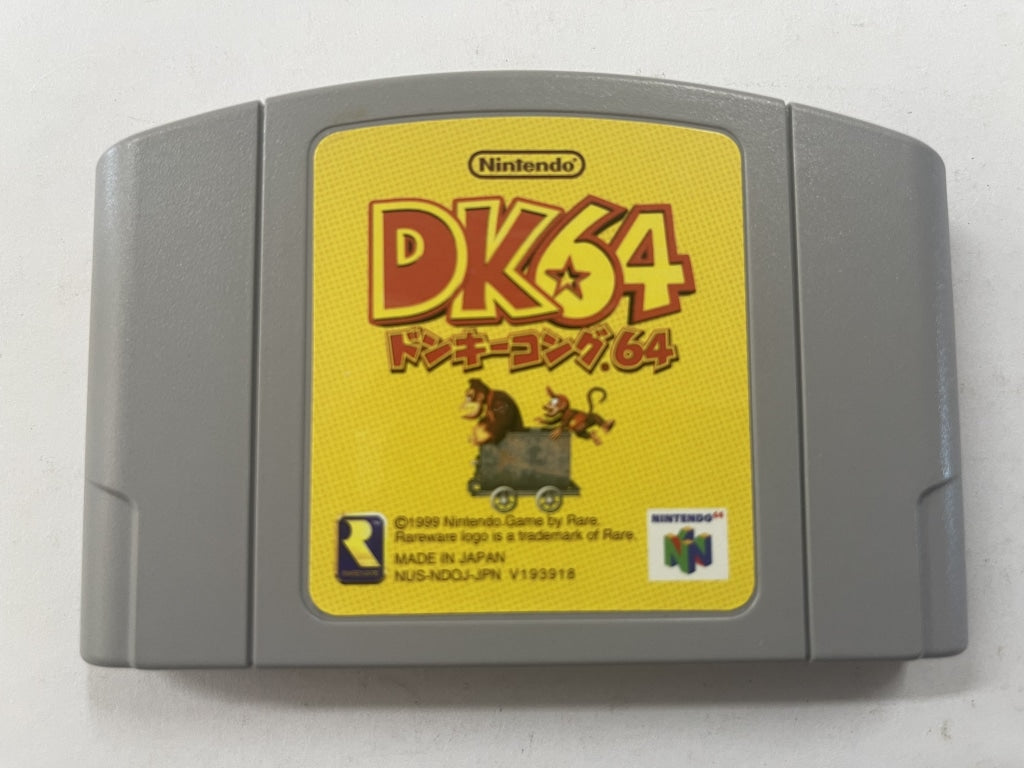 Nintendo®
DK64
ドンキーコング64
©1999 Nintendo.Game by Rare.
Rareware logo is a trademark of Rare.
MADE IN JAPAN
NUS-NDOJ-JPN V193918
NINTENDO64